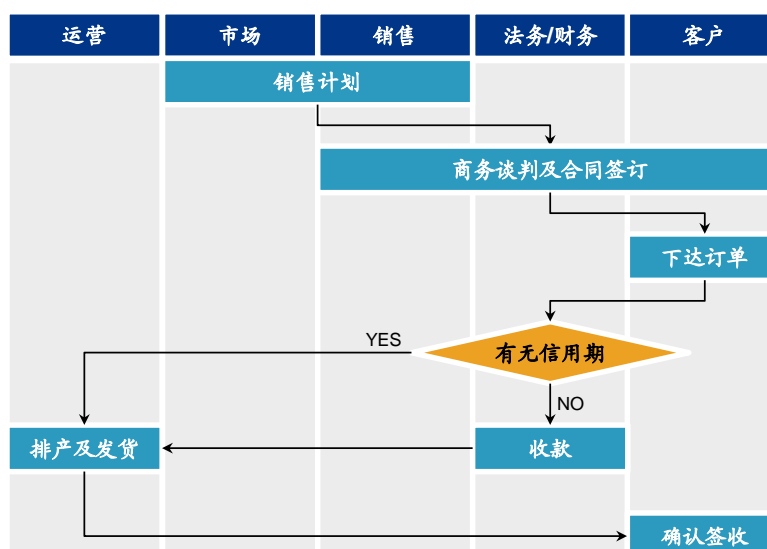 运营
市场
销售
法务/财务
客户
销售计划
商务谈判及合同签订
下达订单
有无信用期
YES
NO
排产及发货
收款
确认签收